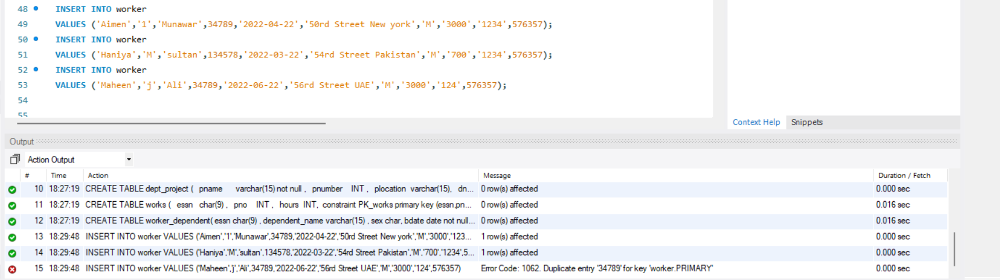 48 INSERT INTO worker
49 VALUES ('Aimen','1','Munawar',34789,'2022-04-22','50rd Street New york','M','3000','1234',576357);
50 INSERT INTO worker
51 VALUES ('Haniya','M','sultan',134578,'2022-03-22','54rd Street Pakistan','M','700','1234',576357);
52 INSERT INTO worker
53 VALUES ('Maheen','j','Ali',34789,'2022-06-22','56rd Street UAE','M','3000','124',576357);
54
55
Context Help Snippets
Output
Action Output
# Time Action Message Duration / Fetch
10 18:27:19 CREATE TABLE dept_project ( pname varchar(15) not null , pnumber INT , plocation varchar(15), dn... 0 row(s) affected 0.000 sec
11 18:27:19 CREATE TABLE works ( essn char(9) , pno INT , hours INT, constraint PK_works primary key (essn,pn... 0 row(s) affected 0.016 sec
12 18:27:19 CREATE TABLE worker_dependent( essn char(9) , dependent_name varchar(15) , sex char, bdate date not null... 0 row(s) affected 0.016 sec
13 18:29:48 INSERT INTO worker VALUES ('Aimen','1','Munawar',34789,'2022-04-22','50rd Street New york','M','3000','123... 1 row(s) affected 0.000 sec
14 18:29:48 INSERT INTO worker VALUES ('Haniya','M','sultan',134578,'2022-03-22','54rd Street Pakistan','M','700','1234',5... 1 row(s) affected 0.000 sec
15 18:29:48 INSERT INTO worker VALUES ('Maheen','j','Ali',34789,'2022-06-22','56rd Street UAE','M','3000','124',576357) Error Code: 1062. Duplicate entry '34789' for key 'worker.PRIMARY' 0.000 sec